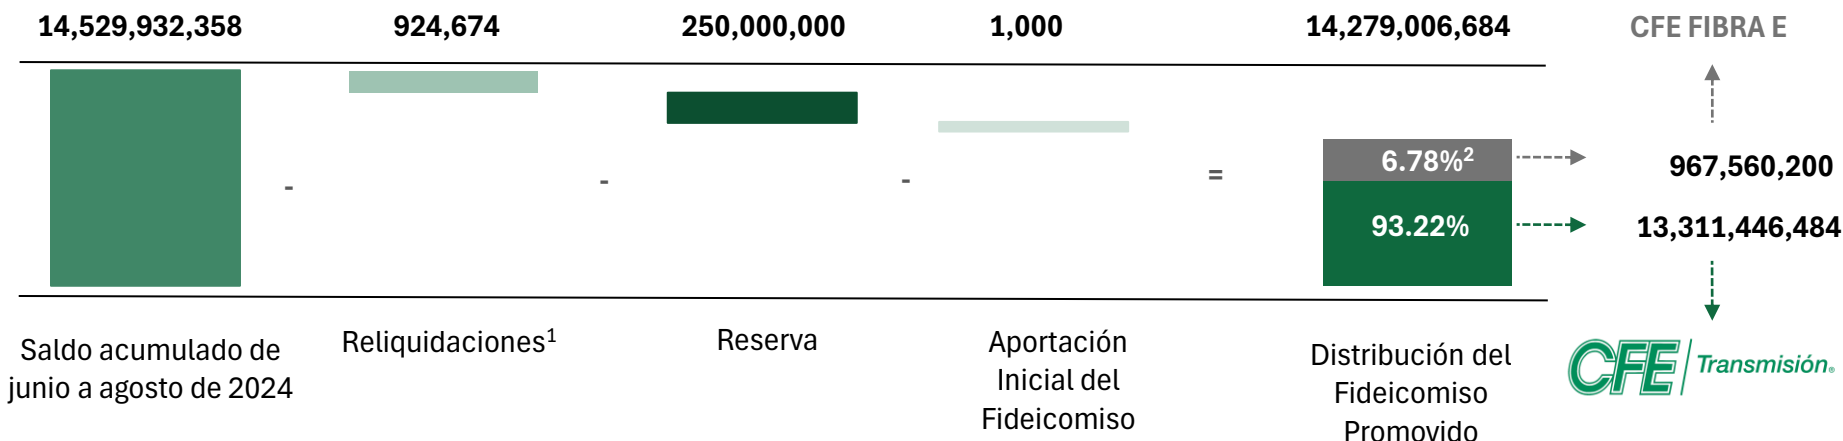 14,529,932,358
924,674
250,000,000
1,000
14,279,006,684
CFE FIBRA E
-
-
-
=
6.78%²
967,560,200
93.22%
13,311,446,484
Saldo acumulado de
junio a agosto de 2024
Reliquidaciones¹
Reserva
Aportación
Inicial del
Fideicomiso
Distribución del
Fideicomiso
Promovido
CFE Transmisión®